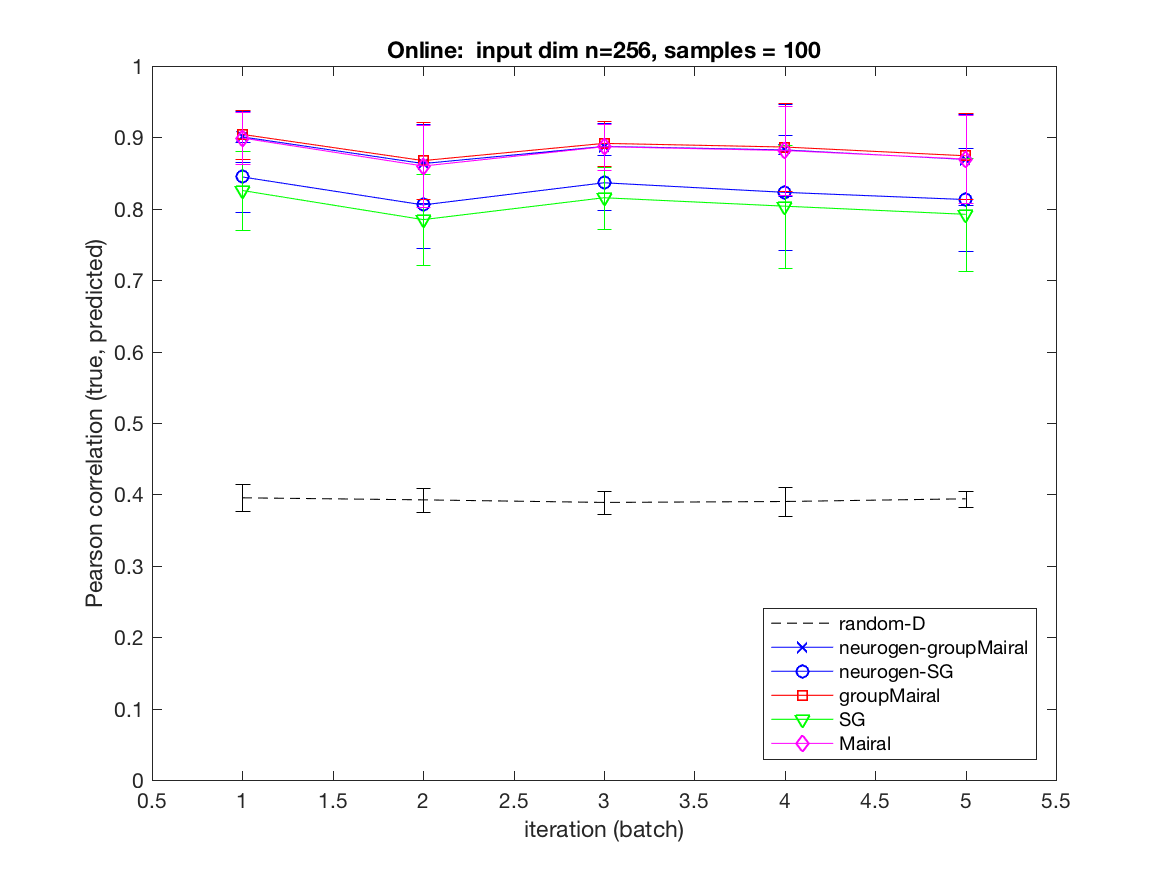 Online:  input dim n=256, samples = 100
1
0.9
0.8
0.7
0.6
0.5
0.4
0.3
0.2
0.1
0
Pearson correlation (true, predicted)
random-D
neurogen-groupMairal
neurogen-SG
groupMairal
SG
Mairal
0.5 1 1.5 2 2.5 3 3.5 4 4.5 5 5.5
iteration (batch)